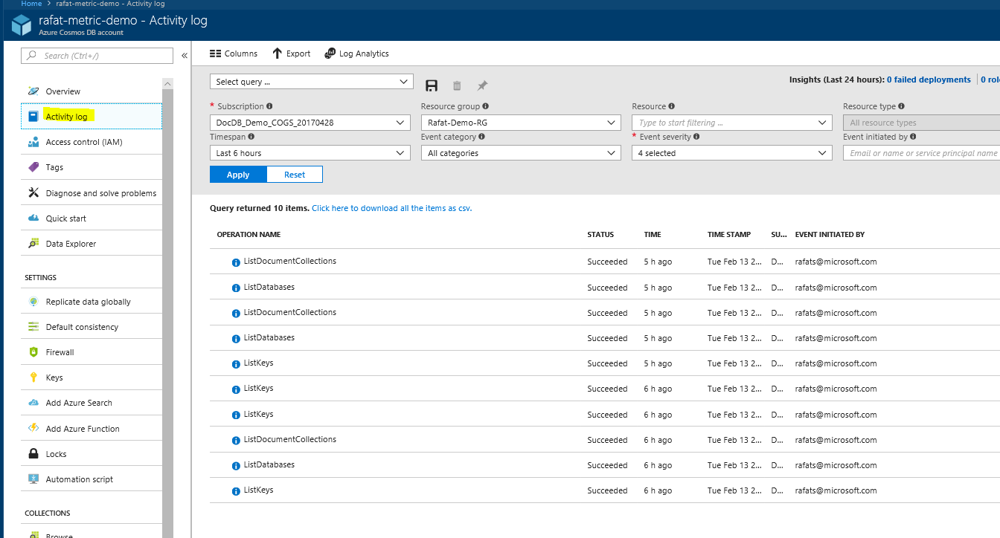 Home > rafat-metric-demo - Activity log
rafat-metric-demo - Activity log
Azure Cosmos DB account
Search (Ctrl+/)
«
Overview
Activity log
Access control (IAM)
Tags
Diagnose and solve problems
Quick start
Data Explorer
SETTINGS
Replicate data globally
Default consistency
Firewall
Keys
Add Azure Search
Add Azure Function
Locks
Automation script
COLLECTIONS
Browse
Columns Export Log Analytics
Select query ...
Insights (Last 24 hours): 0 failed deployments 0 rol
* Subscription Resource group Resource Resource type
DocDB_Demo_COGS_20170428 Rafat-Demo-RG Type to start filtering ... All resource types
Timespan Event category * Event severity Event initiated by
Last 6 hours All categories 4 selected Email or name or service principal name
Apply Reset
Query returned 10 items. Click here to download all the items as csv.
OPERATION NAME STATUS TIME TIME STAMP SU... EVENT INITIATED BY
ListDocumentCollections Succeeded 5 h ago Tue Feb 13 2... D... rafats@microsoft.com
ListDatabases Succeeded 5 h ago Tue Feb 13 2... D... rafats@microsoft.com
ListDocumentCollections Succeeded 5 h ago Tue Feb 13 2... D... rafats@microsoft.com
ListDatabases Succeeded 5 h ago Tue Feb 13 2... D... rafats@microsoft.com
ListKeys Succeeded 5 h ago Tue Feb 13 2... D... rafats@microsoft.com
ListKeys Succeeded 6 h ago Tue Feb 13 2... D... rafats@microsoft.com
ListKeys Succeeded 6 h ago Tue Feb 13 2... D... rafats@microsoft.com
ListDocumentCollections Succeeded 6 h ago Tue Feb 13 2... D... rafats@microsoft.com
ListDatabases Succeeded 6 h ago Tue Feb 13 2... D... rafats@microsoft.com
ListKeys Succeeded 6 h ago Tue Feb 13 2... D... rafats@microsoft.com